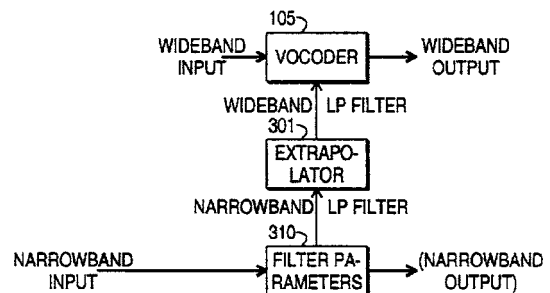 105
WIDEBAND INPUT
VOCODER
WIDEBAND OUTPUT
WIDEBAND LP FILTER
301
EXTRAPO-
LATOR
NARROWBAND LP FILTER
310
NARROWBAND INPUT
FILTER PA-
RAMETERS
(NARROWBAND OUTPUT)